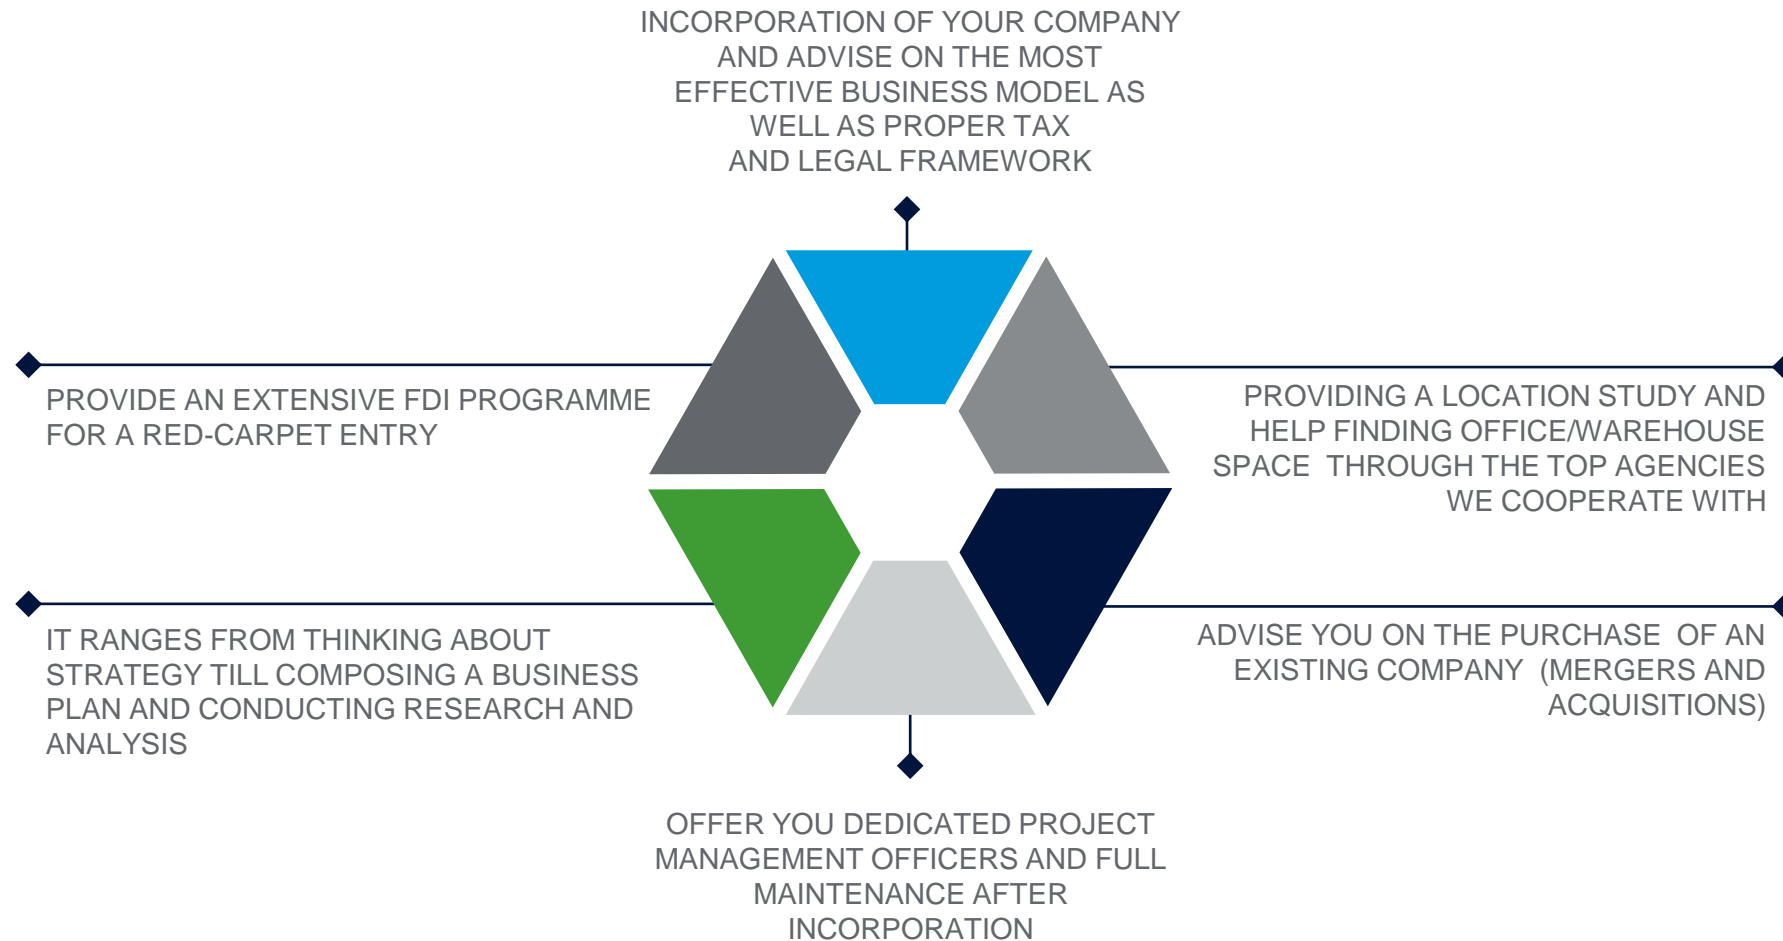 INCORPORATION OF YOUR COMPANY
AND ADVISE ON THE MOST
EFFECTIVE BUSINESS MODEL AS
WELL AS PROPER TAX
AND LEGAL FRAMEWORK
PROVIDE AN EXTENSIVE FDI PROGRAMME
FOR A RED-CARPET ENTRY
PROVIDING A LOCATION STUDY AND
HELP FINDING OFFICE/WAREHOUSE
SPACE  THROUGH THE TOP AGENCIES
WE COOPERATE WITH
IT RANGES FROM THINKING ABOUT
STRATEGY TILL COMPOSING A BUSINESS
PLAN AND CONDUCTING RESEARCH AND
ANALYSIS
ADVISE YOU ON THE PURCHASE  OF AN
EXISTING COMPANY  (MERGERS AND
ACQUISITIONS)
OFFER YOU DEDICATED PROJECT
MANAGEMENT OFFICERS AND FULL
MAINTENANCE AFTER
INCORPORATION